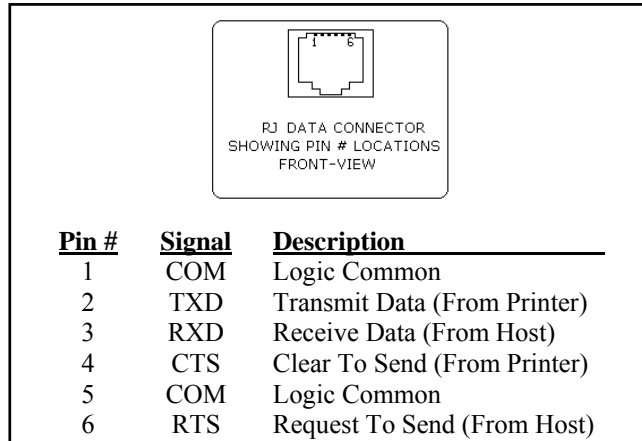 1 6
RJ DATA CONNECTOR
SHOWING PIN # LOCATIONS
FRONT-VIEW
Pin # Signal Description
1 COM Logic Common
2 TXD Transmit Data (From Printer)
3 RXD Receive Data (From Host)
4 CTS Clear To Send (From Printer)
5 COM Logic Common
6 RTS Request To Send (From Host)